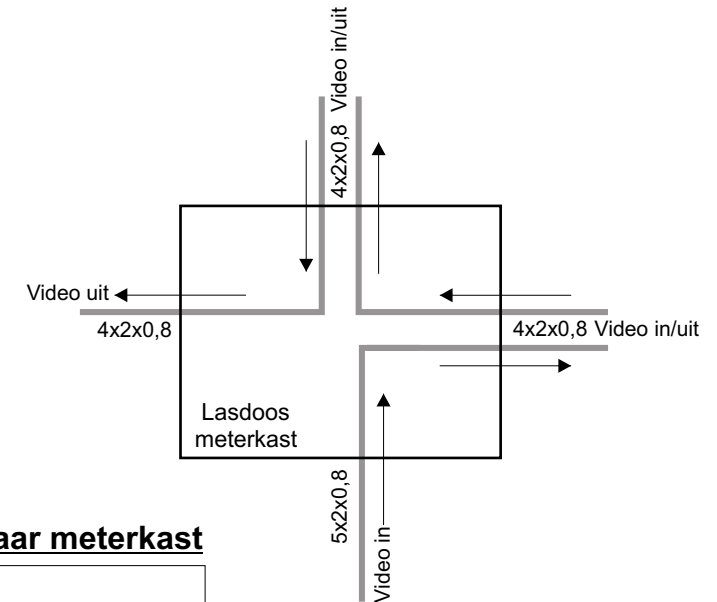 Video in/uit
4x2x0,8
Video uit
4x2x0,8
4x2x0,8 Video in/uit
Lasdoos
meterkast
5x2x0,8
Video in
aar meterkast